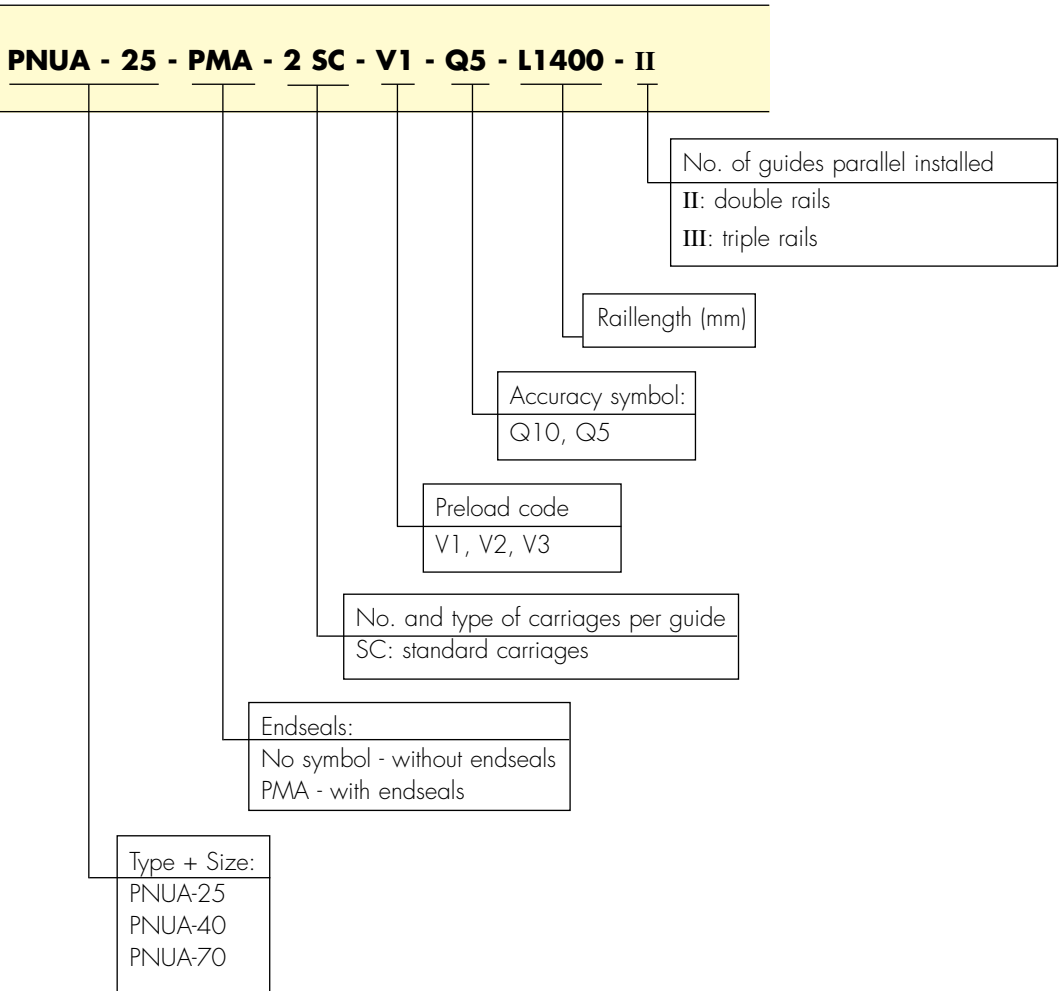 PNUA - 25 - PMA - 2 SC - V1 - Q5 - L1400 - II
No. of guides parallel installed
II: double rails
III: triple rails
Raillength (mm)
Accuracy symbol:
Q10, Q5
Preload code
V1, V2, V3
No. and type of carriages per guide
SC: standard carriages
Endseals:
No symbol - without endseals
PMA - with endseals
Type + Size:
PNUA-25
PNUA-40
PNUA-70